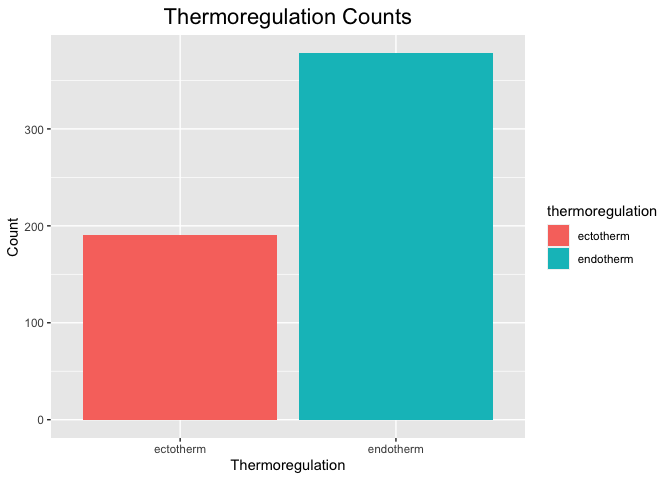 Thermoregulation Counts
Count
300
200
100
0
ectotherm endotherm
Thermoregulation
thermoregulation
ectotherm
endotherm